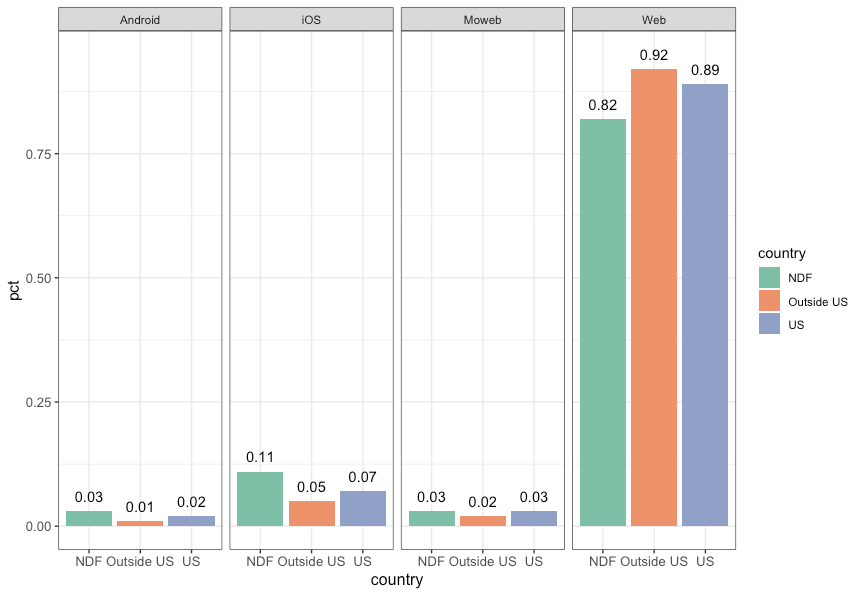 Android iOS Moweb Web
0.92
0.89
0.82
0.75
0.50
pct
0.25
0.11
0.07
0.05
0.03 0.01 0.02
0.03 0.02 0.03
0.00
NDF Outside US US NDF Outside US US NDF Outside US US NDF Outside US US
country
country
NDF
Outside US
US